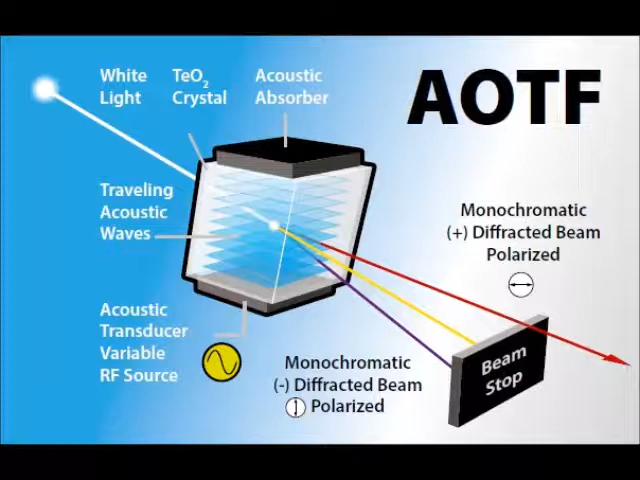 White
Light
TeO2
Crystal
Acoustic
Absorber
AOTF
Traveling
Acoustic
Waves
Monochromatic
(+) Diffracted Beam
Polarized
Acoustic
Transducer
Variable
RF Source
Monochromatic
(-) Diffracted Beam
Polarized
Beam
Stop